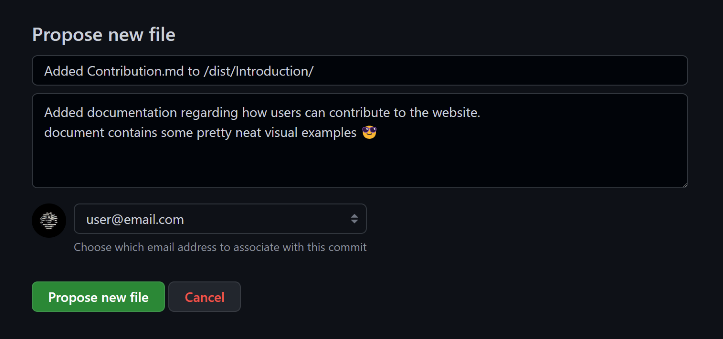 Propose new file
Added Contribution.md to /dist/Introduction/
Added documentation regarding how users can contribute to the website.
document contains some pretty neat visual examples 😎
user@email.com
Choose which email address to associate with this commit
Propose new file
Cancel